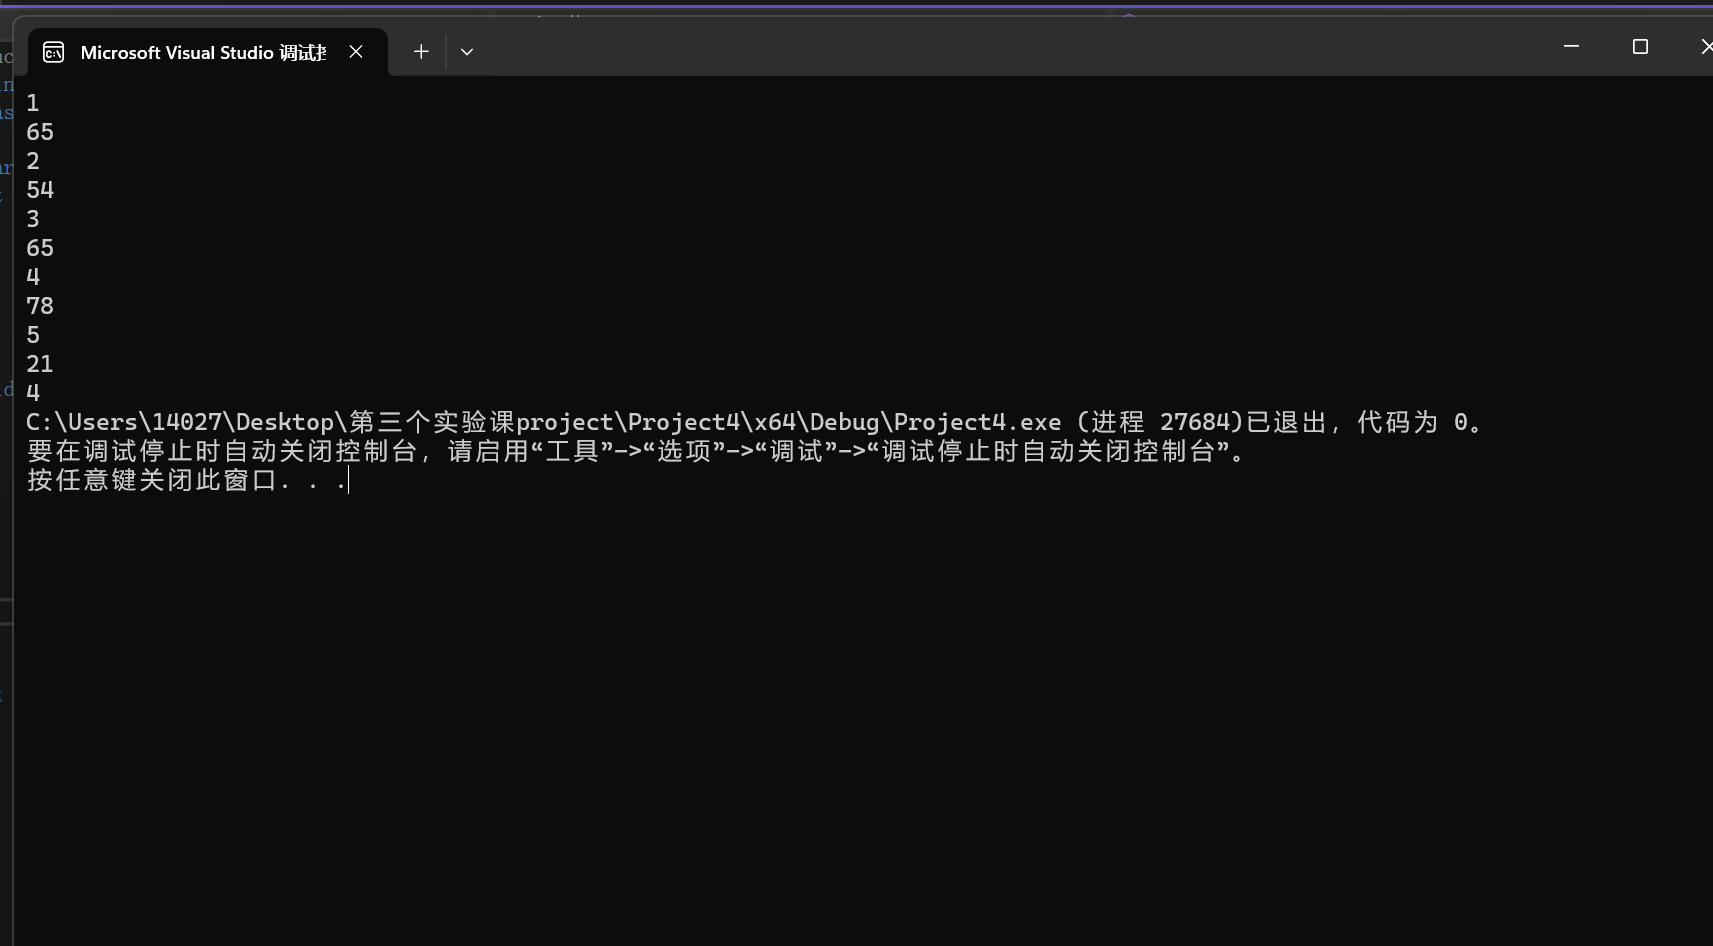 Microsoft Visual Studio 调试
1
65
2
54
3
65
4
78
5
21
4
C:\Users\14027\Desktop\第三个实验课project\Project4\x64\Debug\Project4.exe (进程 27684)已退出，代码为 0。
要在调试停止时自动关闭控制台，请启用“工具”->“选项”->“调试”->“调试停止时自动关闭控制台”。
按任意键关闭此窗口. . .